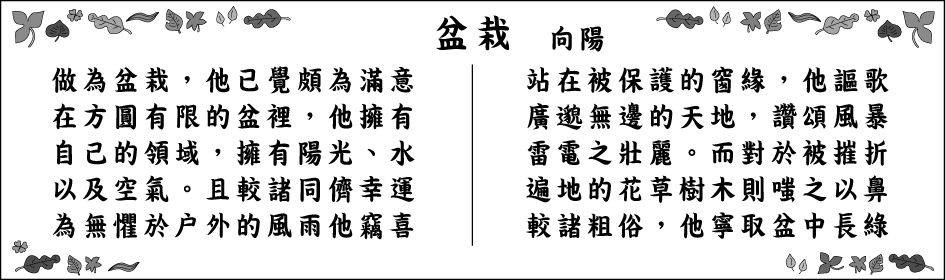 盆栽 向陽
做為盆栽，他已覺頗為滿意
在方圓有限的盆裡，他擁有
自己的領域，擁有陽光、水
以及空氣。且較諸同儕幸運
為無懼於户外的風雨他竊喜
站在被保護的窗緣，他謳歌
廣邈無邊的天地，讚頌風暴
雷電之壯麗。而對於被摧折
遍地的花草樹木則嗤之以鼻
較諸粗俗，他寧取盆中長綠